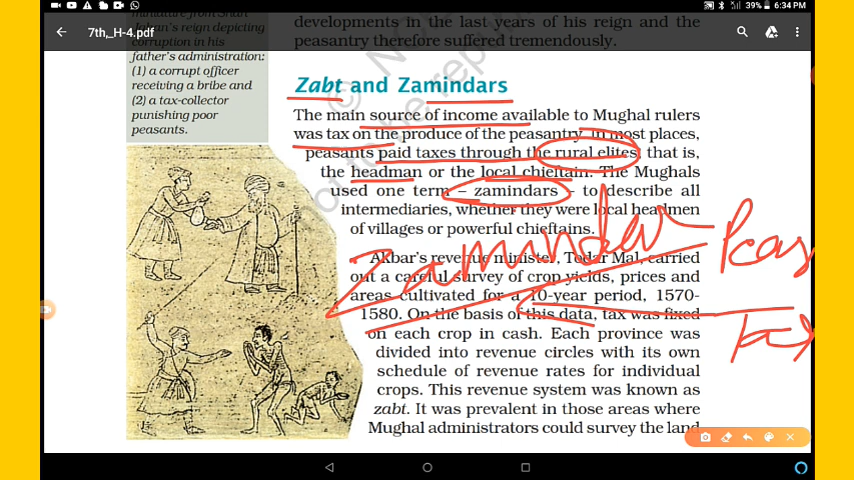 39% 6:34 PM
7th,_H-4.pdf
miniature from Shah
Jahan's reign depicting
corruption in his
father's administration:
(1) a corrupt officer
receiving a bribe and
(2) a tax-collector
punishing poor
peasants.
developments in the last years of his reign and the
peasantry therefore suffered tremendously.
Zabt and Zamindars
The main source of income available to Mughal rulers
was tax on the produce of the peasantry. In most places,
peasants paid taxes through the rural elites, that is,
the headman or the local chieftain. The Mughals
used one term – zamindars – to describe all
intermediaries, whether they were local headmen
of villages or powerful chieftains.
Akbar's revenue minister, Todar Mal, carried
out a careful survey of crop yields, prices and
areas cultivated for a 10-year period, 1570-
1580. On the basis of this data, tax was fixed
on each crop in cash. Each province was
divided into revenue circles with its own
schedule of revenue rates for individual
crops. This revenue system was known as
zabt. It was prevalent in those areas where
Mughal administrators could survey the land
Zamindar
Peas
Tax